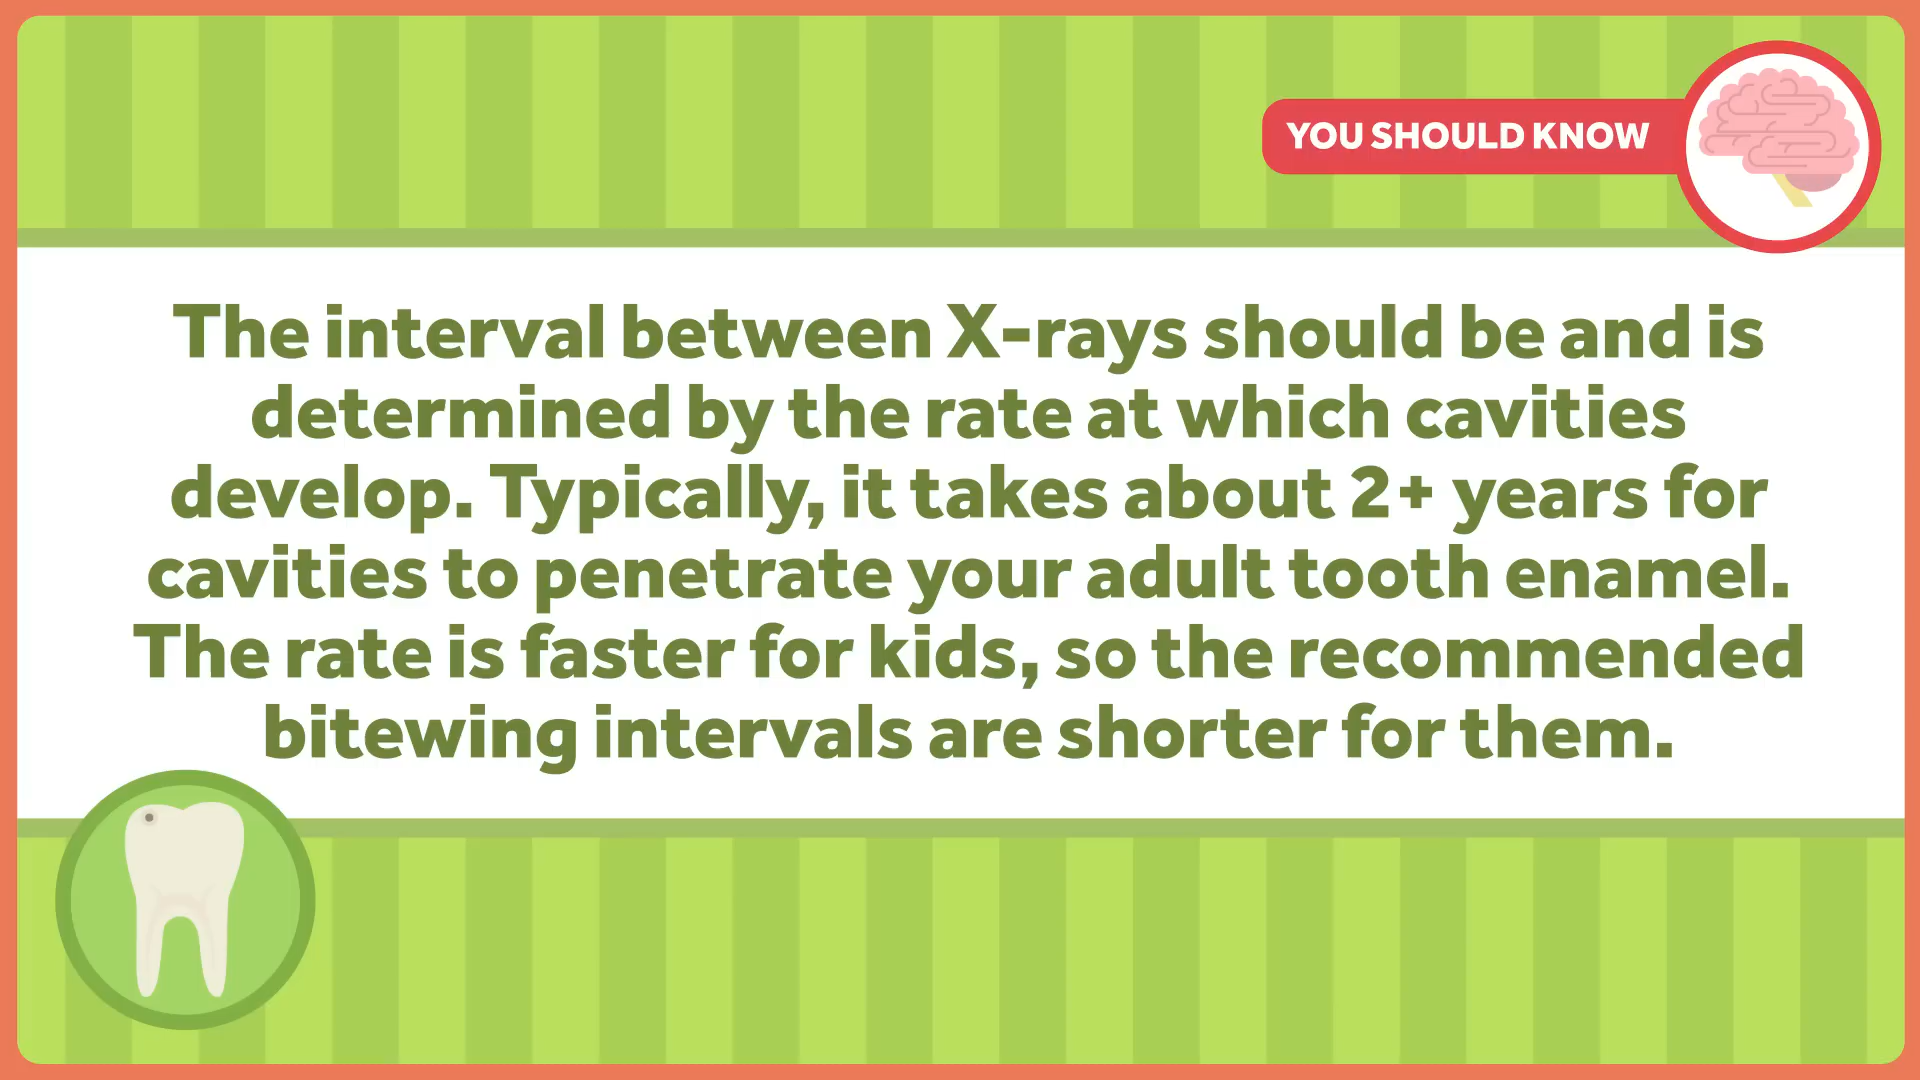 YOU SHOULD KNOW
The interval between X-rays should be and is
determined by the rate at which cavities
develop. Typically, it takes about 2+ years for
cavities to penetrate your adult tooth enamel.
The rate is faster for kids, so the recommended
bitewing intervals are shorter for them.